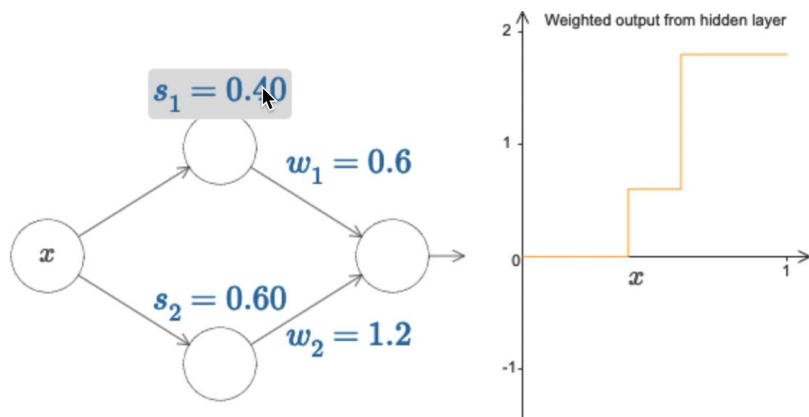 s₁ = 0.40
w₁ = 0.6
x
s₂ = 0.60
w₂ = 1.2
Weighted output from hidden layer
2
1
0
x
1
-1